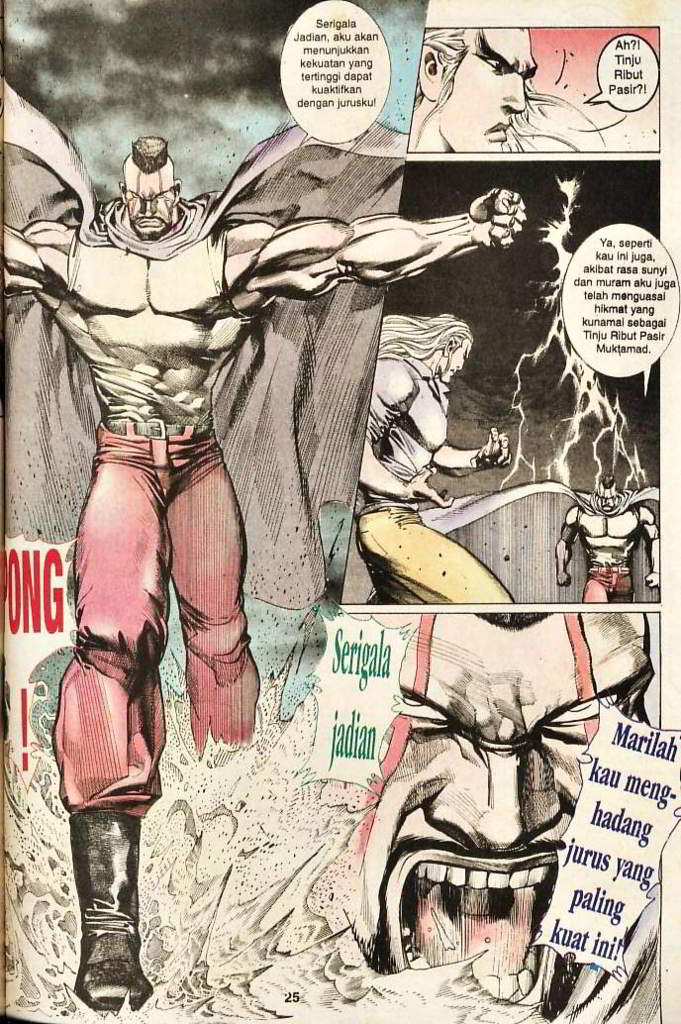 Serigala
Jadian, aku akan
menunjukkan
kekuatan yang
tertinggi dapat
kuaktifkan
dengan jurusku!
Ah?!
Tinju
Ribut
Pasir?!
Ya, seperti
kau ini juga,
akibat rasa sunyi
dan muram aku juga
telah menguasai
hikmat yang
kunamai sebagai
Tinju Ribut Pasir
Muktamad.
PONG
!
Serigala
jadian
Marilah
kau meng-
hadang
jurus yang
paling
kuat ini!
25